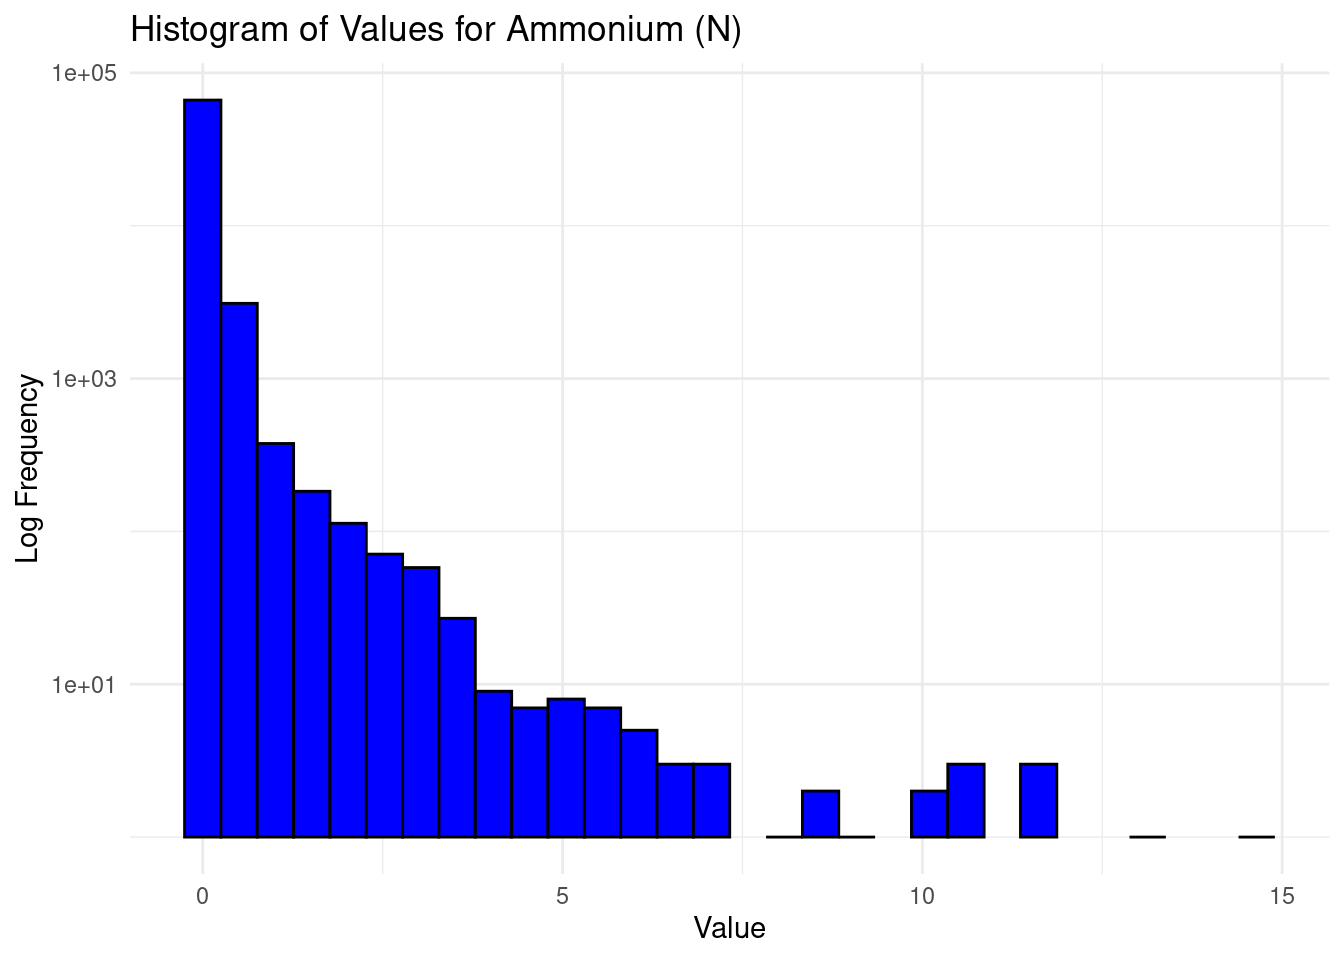 Histogram of Values for Ammonium (N)
1e+05
1e+03
1e+01
Log Frequency
0 5 10 15
Value